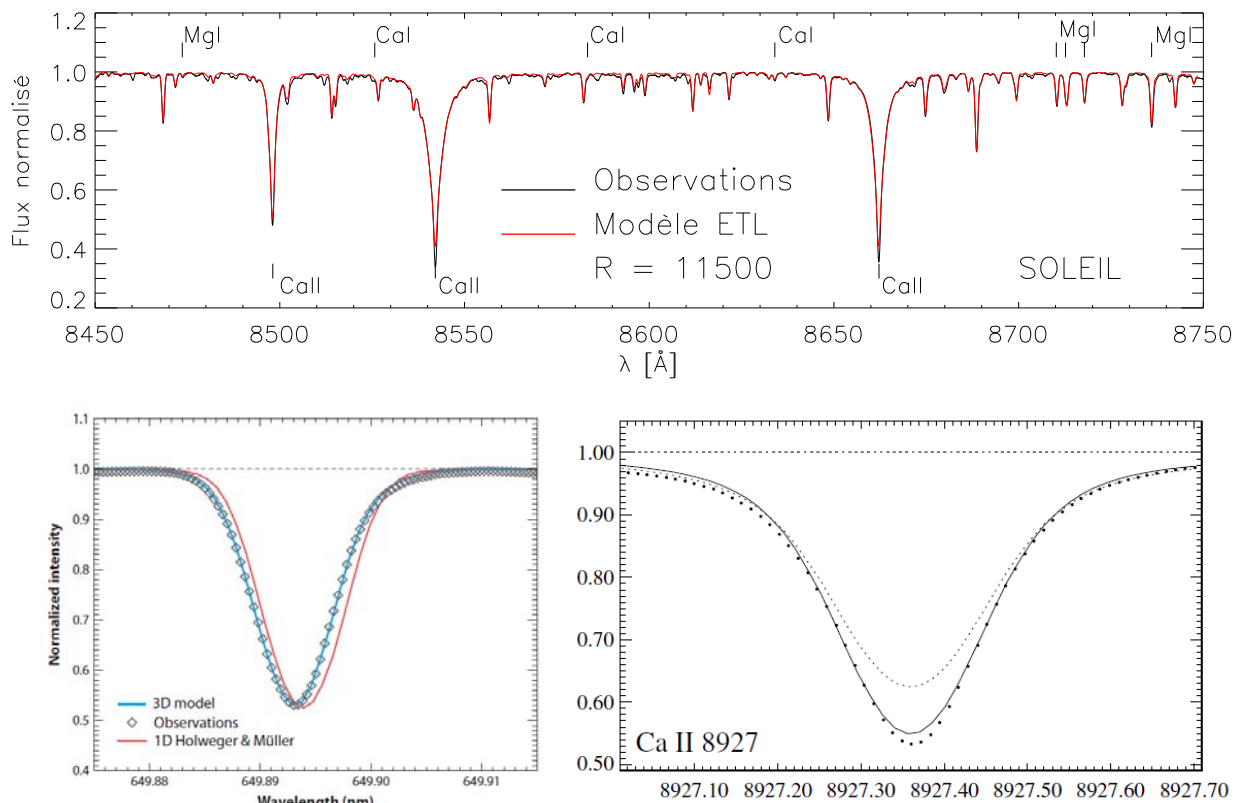 1.2
1.0
0.8
0.6
0.4
0.2
Flux normalisé
MgI
CaI
CaI
CaI
MgI
MgI
Observations
Modèle ETL
R = 11500
SOLEIL
CaII
CaII
CaII
8450 8500 8550 8600 8650 8700 8750
λ [Å]
1.1
1.0
0.9
0.8
0.7
0.6
0.5
0.4
Normalized intensity
3D model
Observations
1D Holweger & Müller
649.88 649.89 649.90 649.91
Wavelength (nm)
1.00
0.90
0.80
0.70
0.60
0.50
Ca II 8927
8927.10 8927.20 8927.30 8927.40 8927.50 8927.60 8927.70